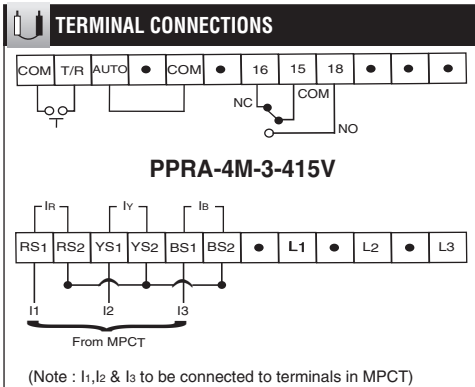 TERMINAL CONNECTIONS
COM T/R AUTO • COM • 16 15 18 • • •
NC COM
NO
PPRA-4M-3-415V
IR IY IB
RS1 RS2 YS1 YS2 BS1 BS2 • L1 • L2 • L3
I1 I2 I3
From MPCT
(Note : I1,I2 & I3 to be connected to terminals in MPCT)